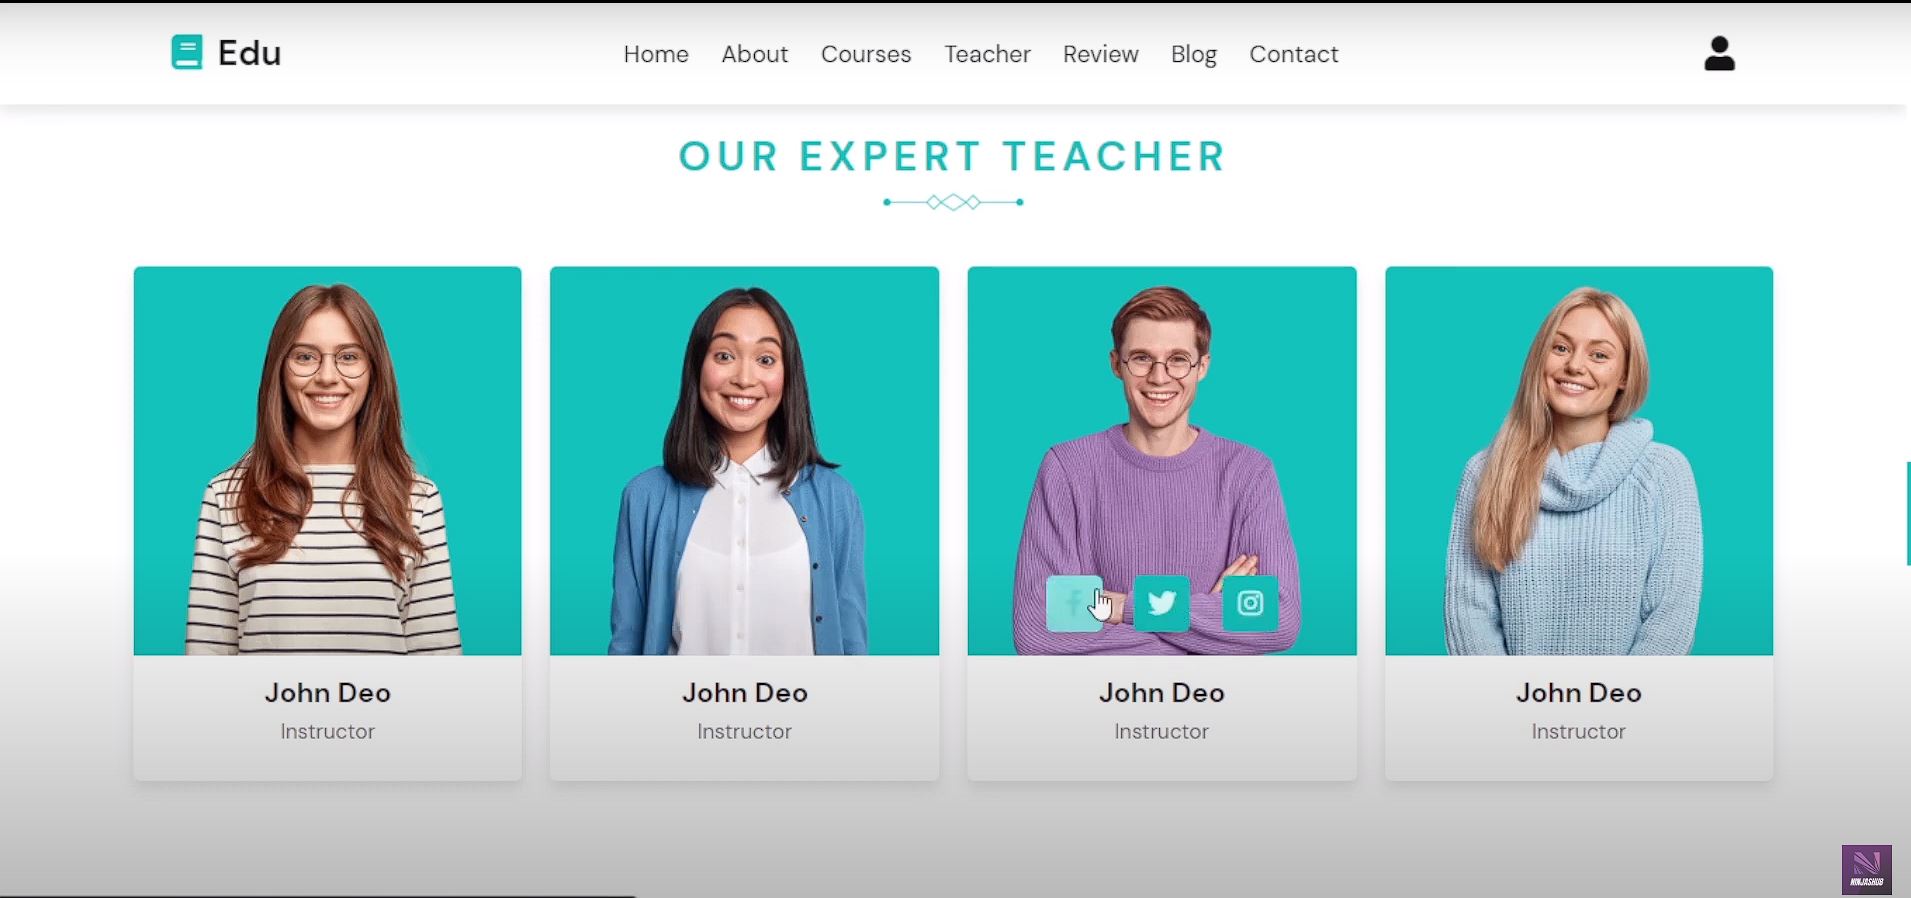 Edu
Home About Courses Teacher Review Blog Contact
OUR EXPERT TEACHER
John Deo
Instructor
John Deo
Instructor
John Deo
Instructor
John Deo
Instructor
NINJASHUB